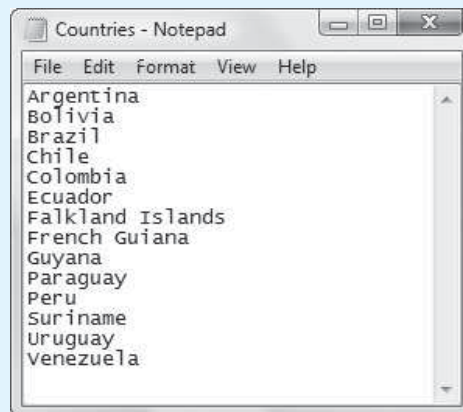 Countries - Notepad
File Edit Format View Help
Argentina
Bolivia
Brazil
Chile
Colombia
Ecuador
Falkland Islands
French Guiana
Guyana
Paraguay
Peru
Suriname
Uruguay
Venezuela